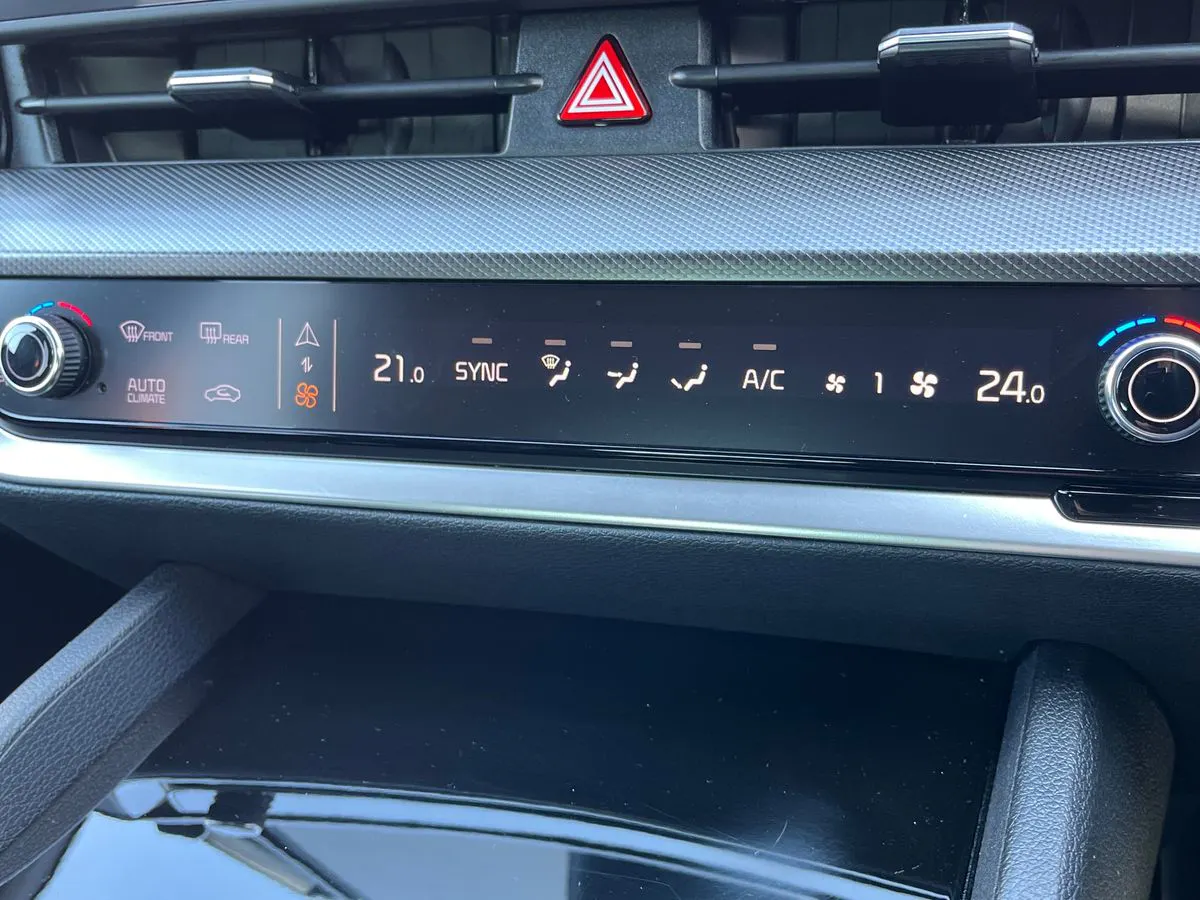 FRONT
REAR
AUTO
CLIMATE
21.0
SYNC
A/C
1
24.0